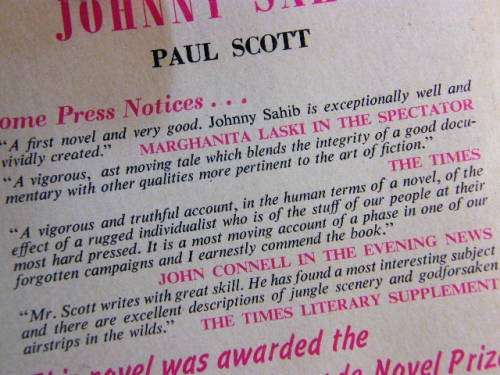 JOHNNY SA
PAUL SCOTT
ome Press Notices . . .
"A first novel and very good. Johnny Sahib is exceptionally well and
vividly created." MARGHANITA LASKI IN THE SPECTATOR
"A vigorous, ast moving tale which blends the integrity of a good docu-
mentary with other qualities more pertinent to the art of fiction."
THE TIMES
"A vigorous and truthful account, in the human terms of a novel, of the
effect of a rugged individualist who is of the stuff of our people at their
most hard pressed. It is a most moving account of a phase in one of our
forgotten campaigns and I earnestly commend the book."
JOHN CONNELL IN THE EVENING NEWS
"Mr. Scott writes with great skill. He has found a most interesting subject
and there are excellent descriptions of jungle scenery and godforsaken
airstrips in the wilds." THE TIMES LITERARY SUPPLEMENT
This novel was awarded the
Novel Prize